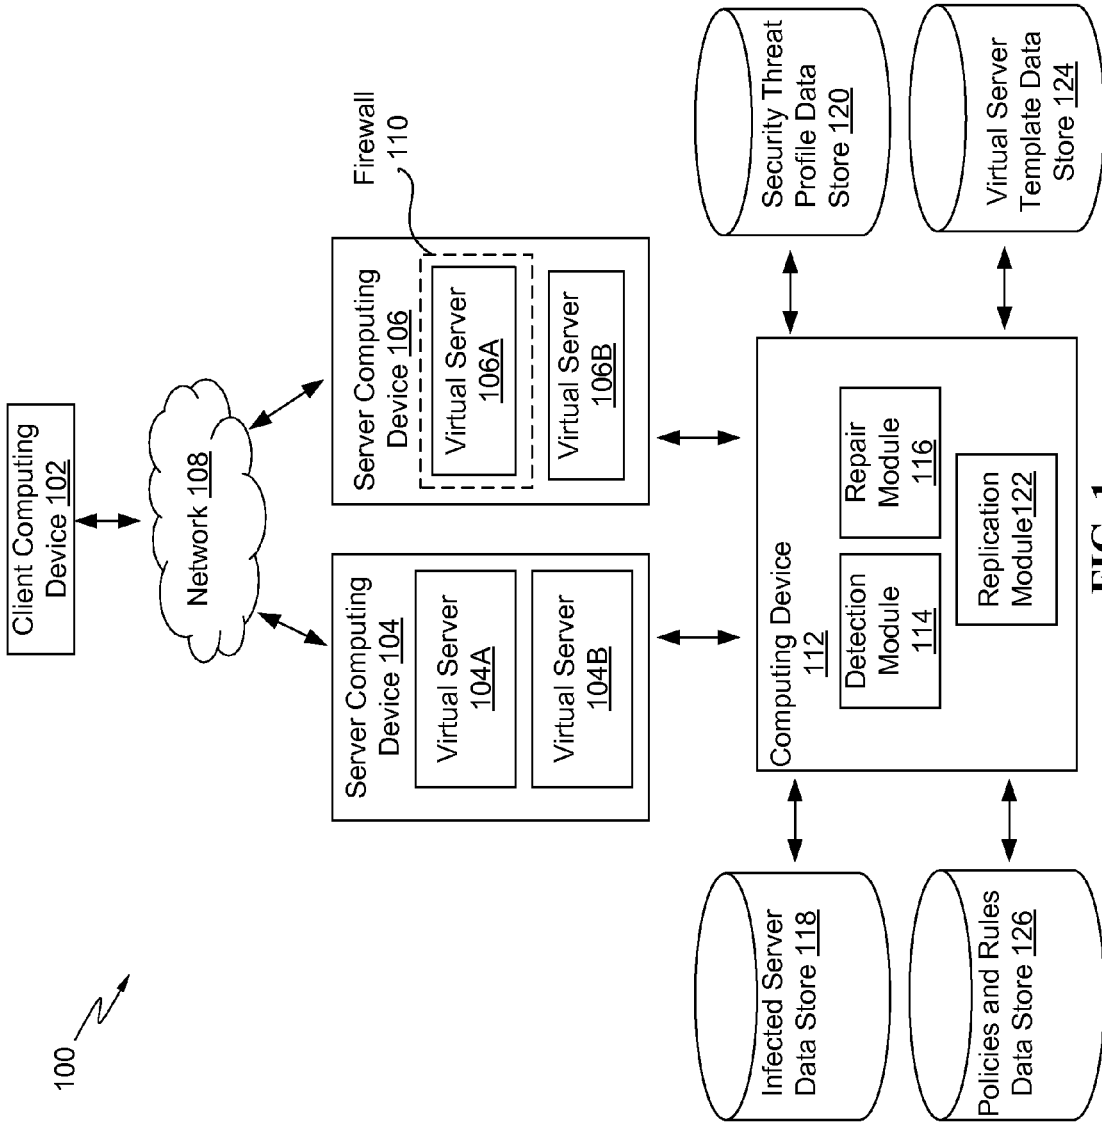 100
Client Computing
Device 102
Network 108
Firewall
110
Server Computing
Device 104
Virtual Server
104A
Virtual Server
104B
Server Computing
Device 106
Virtual Server
106A
Virtual Server
106B
Computing Device
112
Detection
Module
114
Repair
Module
116
Replication
Module122
Infected Server
Data Store 118
Policies and Rules
Data Store 126
Security Threat
Profile Data
Store 120
Virtual Server
Template Data
Store 124